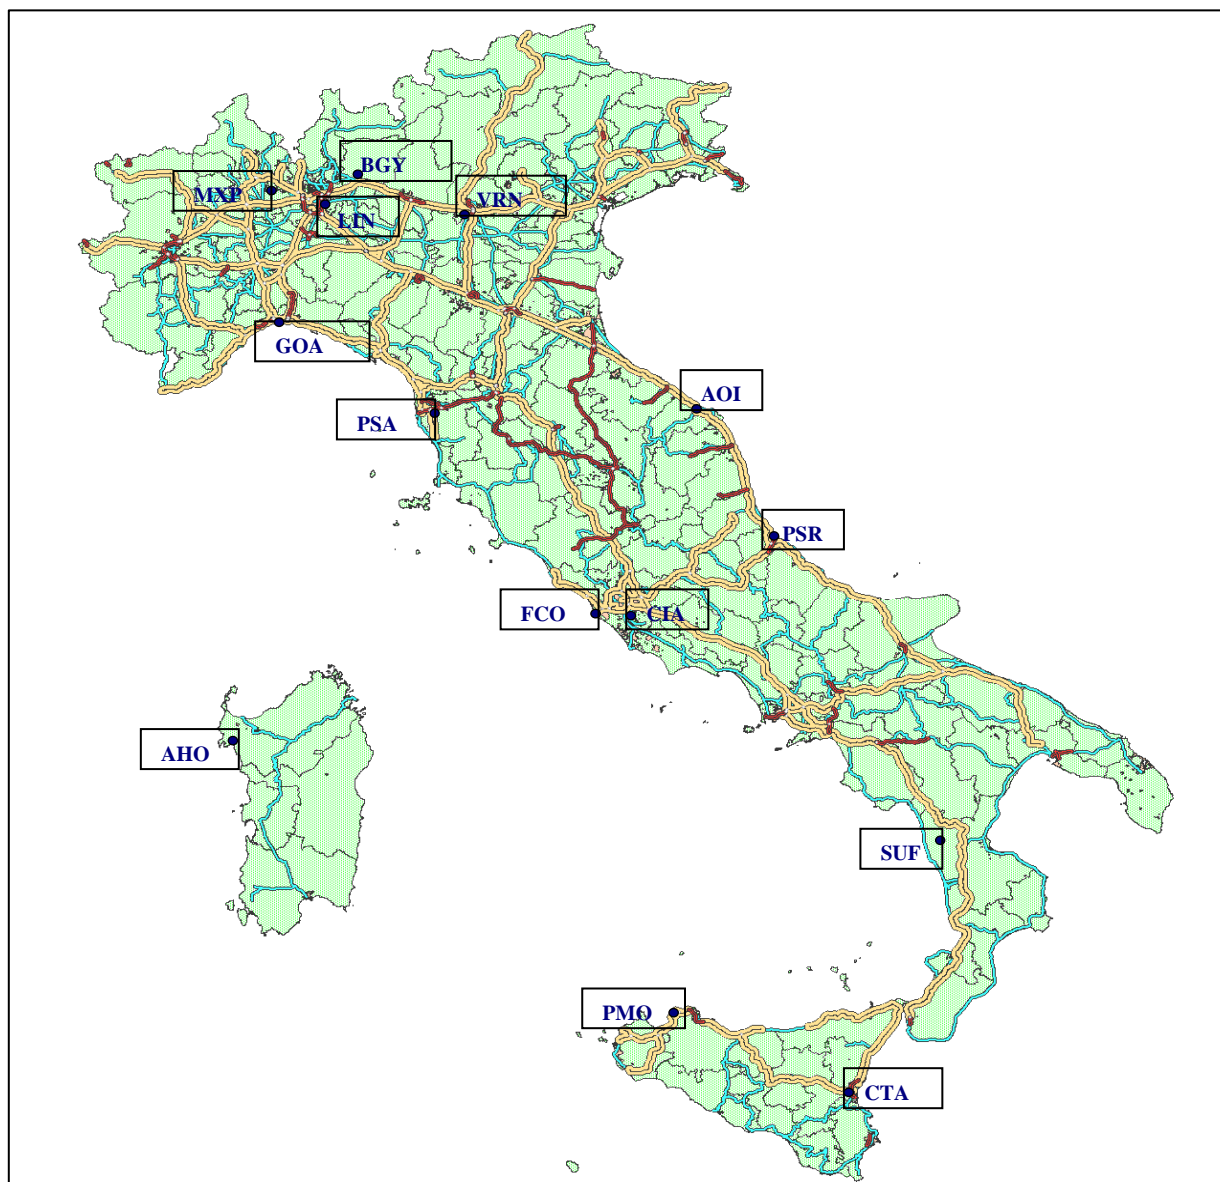 BGY
MXP
VRN
LIN
GOA
AOI
PSA
PSR
FCO
CIA
AHO
SUF
PMO
CTA